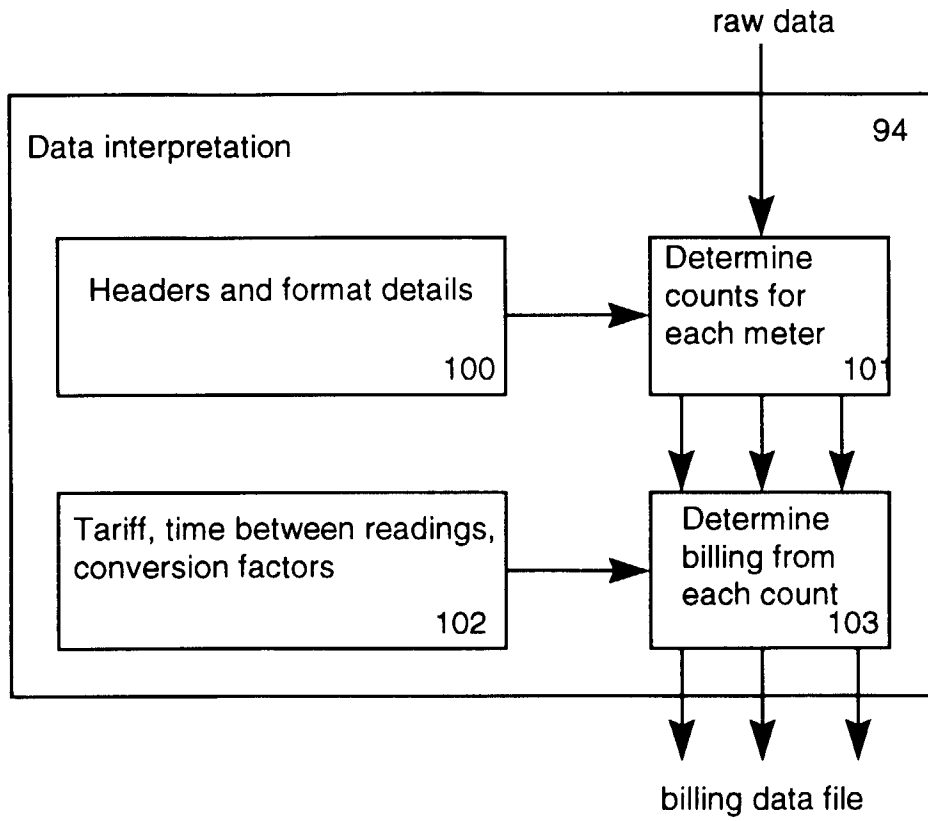 raw data
Data interpretation
94
Headers and format details
100
Determine
counts for
each meter
101
Tariff, time between readings,
conversion factors
102
Determine
billing from
each count
103
billing data file